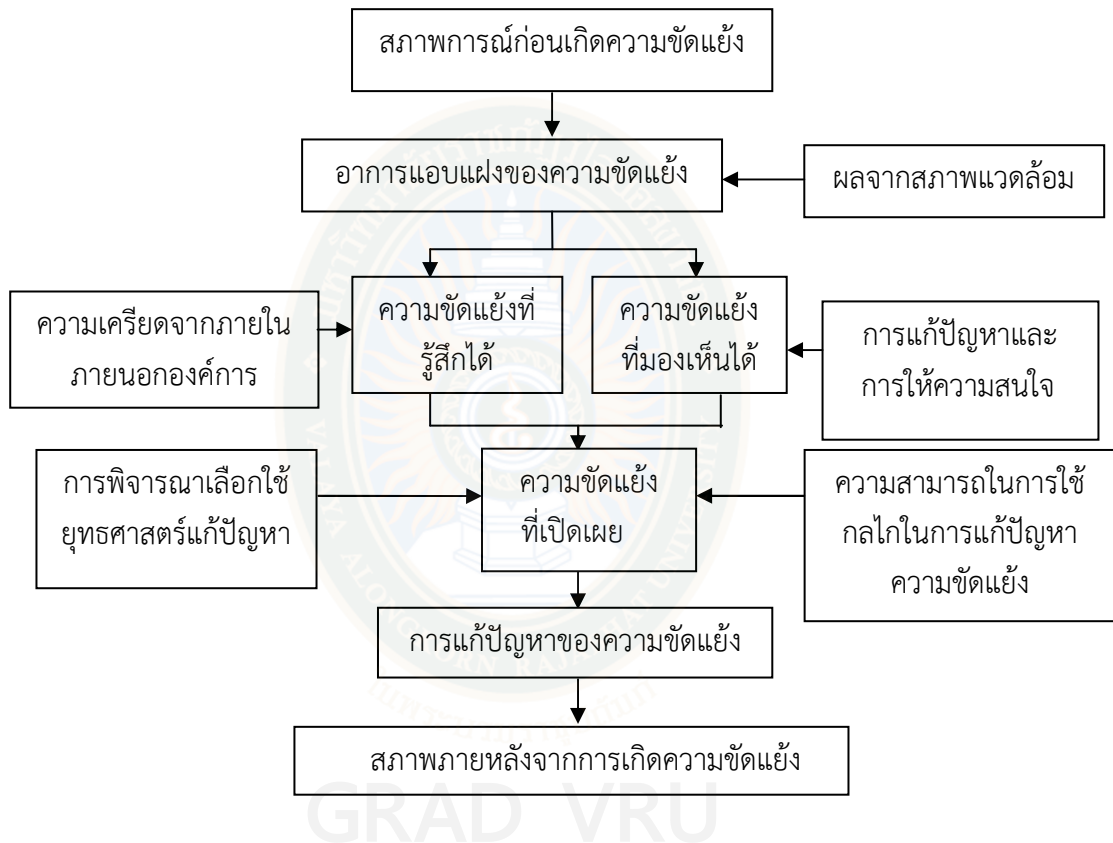 สภาพการณ์ก่อนเกิดความขัดแย้ง
อาการแอบแฝงของความขัดแย้ง
ผลจากสภาพแวดล้อม
ความเครียดจากภายใน
ภายนอกองค์การ
ความขัดแย้งที่
รู้สึกได้
ความขัดแย้ง
ที่มองเห็นได้
การแก้ปัญหาและ
การให้ความสนใจ
การพิจารณาเลือกใช้
ยุทธศาสตร์แก้ปัญหา
ความขัดแย้ง
ที่เปิดเผย
ความสามารถในการใช้
กลไกในการแก้ปัญหา
ความขัดแย้ง
การแก้ปัญหาของความขัดแย้ง
สภาพภายหลังจากการเกิดความขัดแย้ง
GRAD VRU